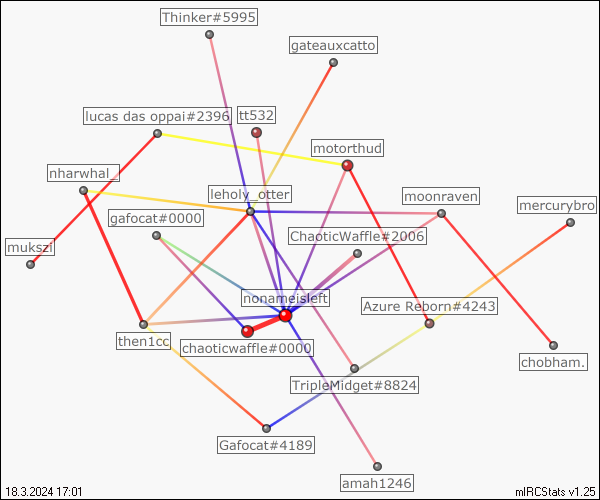 Thinker#5995
gateauxcatto
lucas das oppai#2396
tt532
motorthud
nharwhal_
leholy_otter
moonraven
mercurybro
gafocat#0000
ChaoticWaffle#2006
mukszi
nonameisleft
Azure Reborn#4243
then1cc
chaoticwaffle#0000
chobham.
TripleMidget#8824
Gafocat#4189
amah1246
18.3.2024 17:01
mIRCStats v1.25